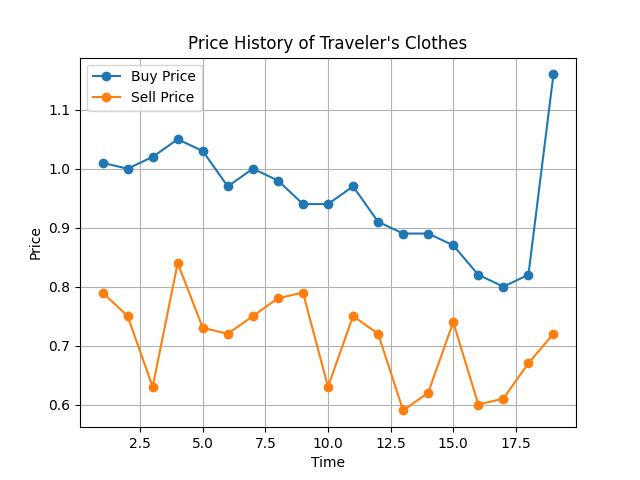 Price History of Traveler's Clothes
Buy Price
Sell Price
1.1
1.0
0.9
0.8
0.7
0.6
Price
2.5 5.0 7.5 10.0 12.5 15.0 17.5
Time